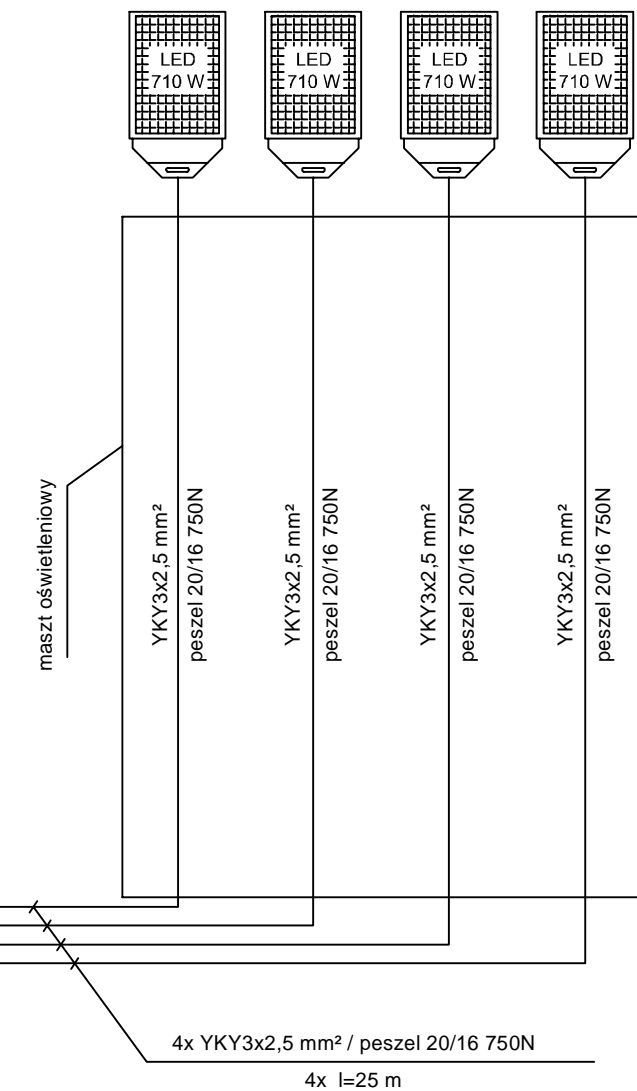 LED
710 W
LED
710 W
LED
710 W
LED
710 W
maszt oświetleniowy
YKY3x2,5 mm²
peszel 20/16 750N
YKY3x2,5 mm²
peszel 20/16 750N
YKY3x2,5 mm²
peszel 20/16 750N
YKY3x2,5 mm²
peszel 20/16 750N
4x YKY3x2,5 mm² / peszel 20/16 750N
4x l=25 m